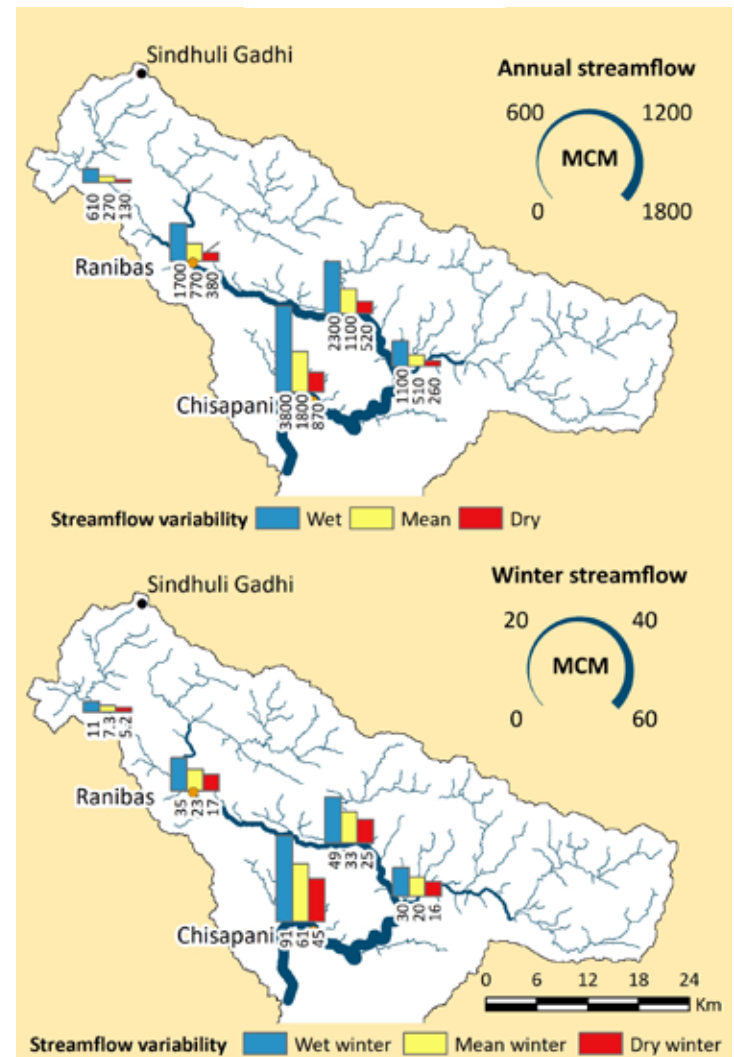 Sindhuli Gadhi
Annual streamflow
600 1200
MCM
0 1800
610 270 130
Ranibas
1700 770 380
2300 1100 520
1100 510 260
Chisapani
3800 1800 870
Streamflow variability Wet Mean Dry
Sindhuli Gadhi
Winter streamflow
20 40
MCM
0 60
11 7.3 5.2
Ranibas
35 23 17
49 33 25
30 20 16
Chisapani
91 61 45
0 6 12 18 24
Km
Streamflow variability Wet winter Mean winter Dry winter